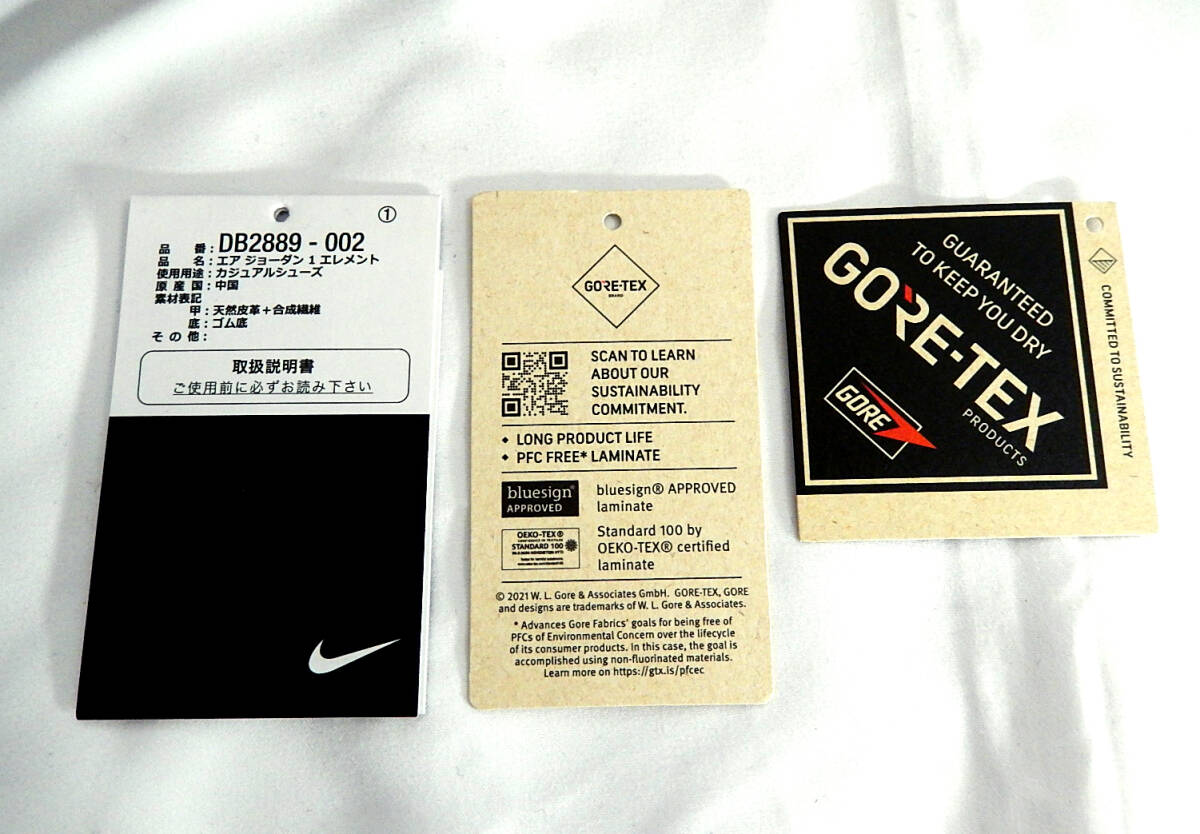 ①
品 番 : DB2889 - 002
品 名 : エア ジョーダン 1 エレメント
使用用途 : カジュアルシューズ
原 産 国 : 中国
素材表記
甲 : 天然皮革＋合成繊維
底 : ゴム底
そ の 他 :
取扱説明書
ご使用前に必ずお読み下さい
GORE-TEX
BRAND
SCAN TO LEARN
ABOUT OUR
SUSTAINABILITY
COMMITMENT.
◆ LONG PRODUCT LIFE
◆ PFC FREE* LAMINATE
bluesign®
APPROVED
bluesign® APPROVED
laminate
OEKO-TEX®
CONFIDENCE IN TEXTILES
STANDARD 100
Standard 100 by
OEKO-TEX® certified
laminate
© 2021 W. L. Gore & Associates GmbH. GORE-TEX, GORE
and designs are trademarks of W. L. Gore & Associates.
* Advances Gore Fabrics' goals for being free of
PFCs of Environmental Concern over the lifecycle
of its consumer products. In this case, the goal is
accomplished using non-fluorinated materials.
Learn more on https://gtx.is/pfcec
GUARANTEED
TO KEEP YOU DRY
GORE-TEX
PRODUCTS
GORE
COMMITTED TO SUSTAINABILITY